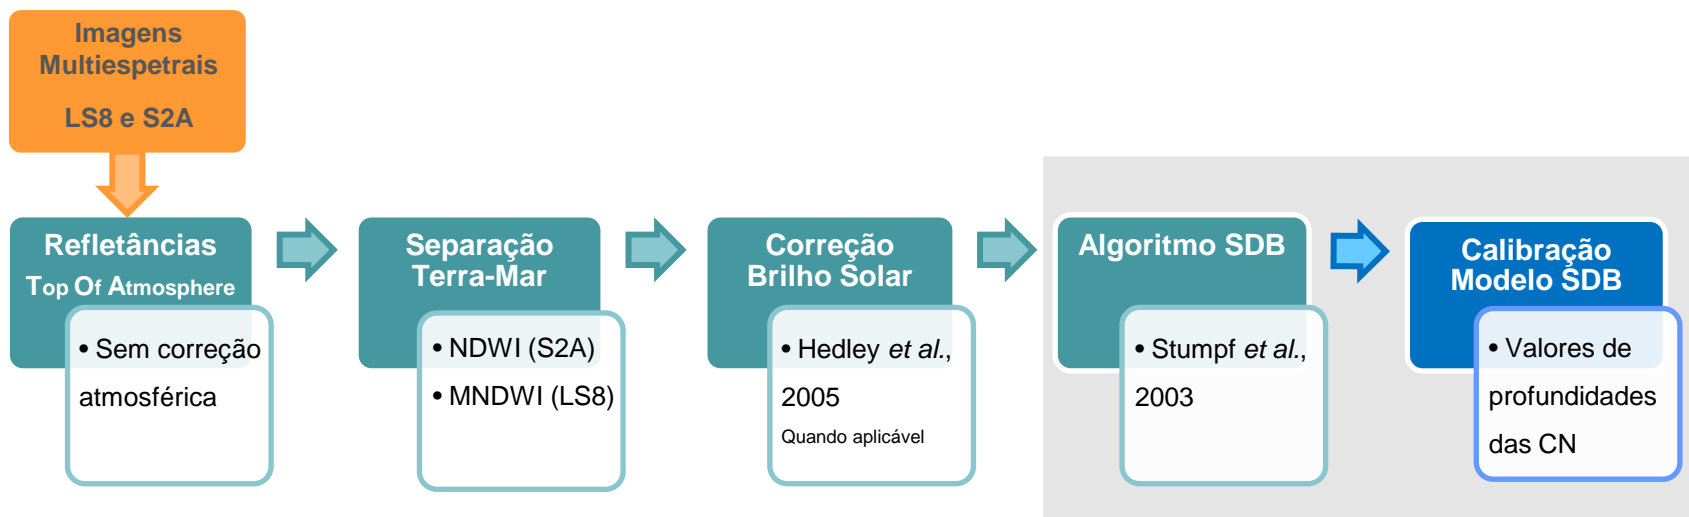 Imagens
Multiespetrais
LS8 e S2A
Refletâncias
Top Of Atmosphere
• Sem correção
atmosférica
Separação
Terra-Mar
• NDWI (S2A)
• MNDWI (LS8)
Correção
Brilho Solar
• Hedley et al.,
2005
Quando aplicável
Algoritmo SDB
• Stumpf et al.,
2003
Calibração
Modelo SDB
• Valores de
profundidades
das CN